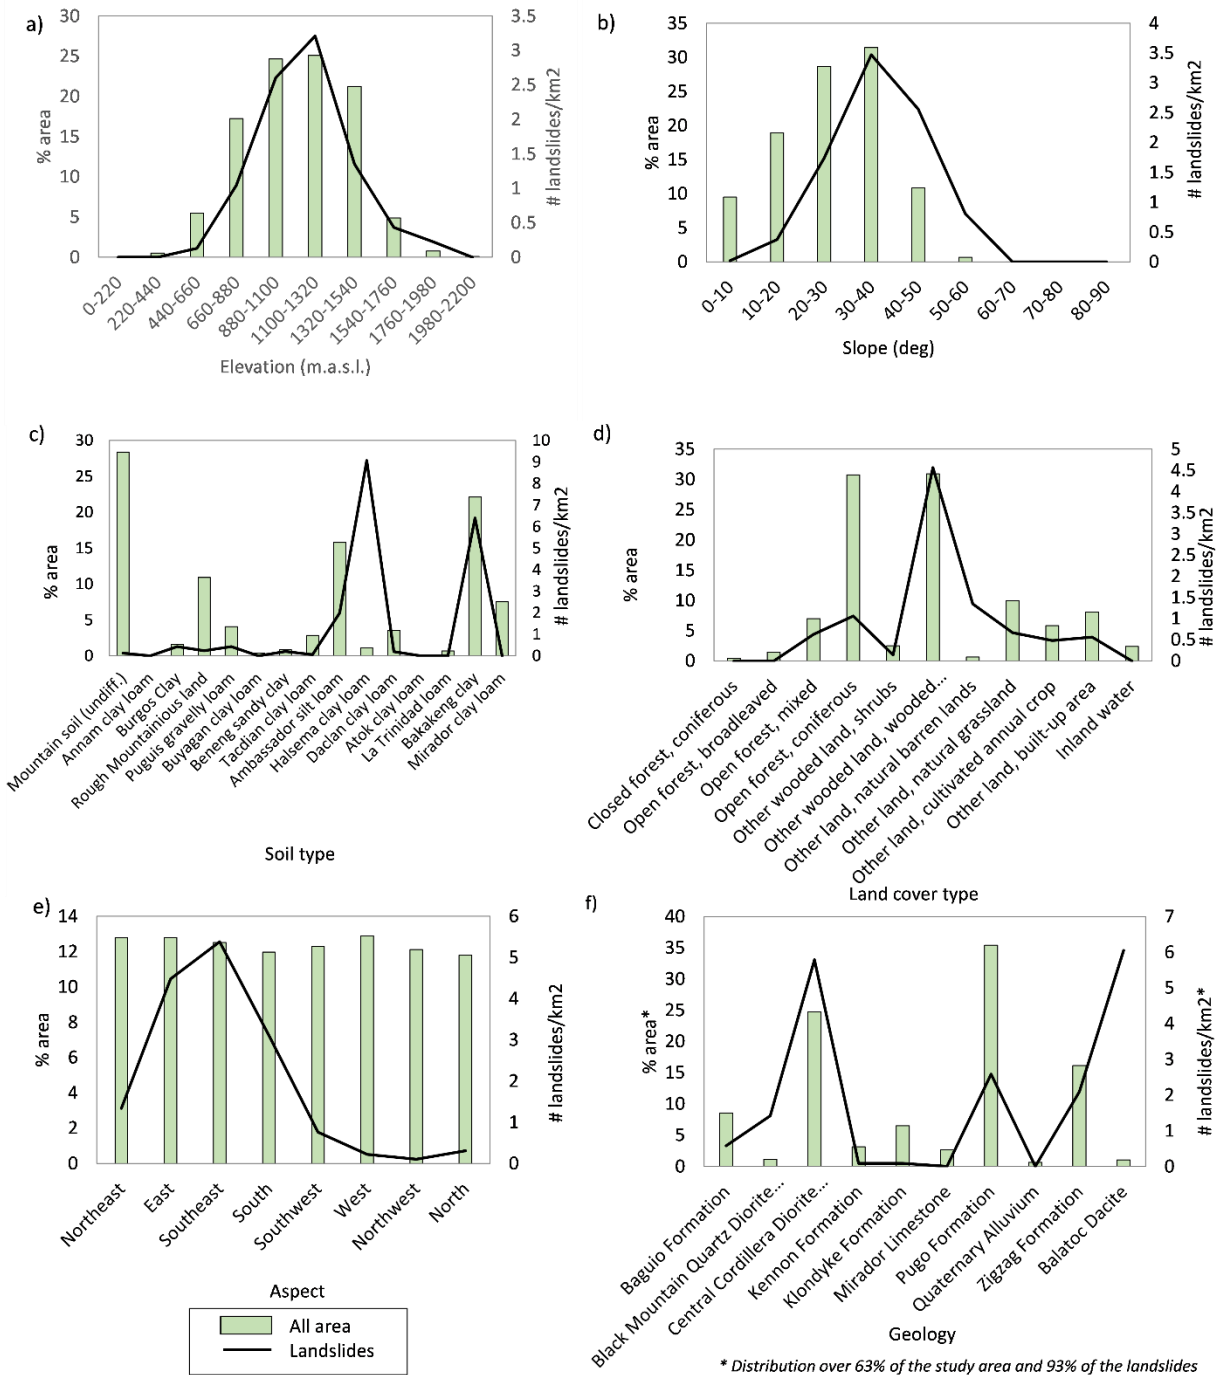 a)
30
25
20
15
10
5
0
% area
3.5
3
2.5
2
1.5
1
0.5
0
# landslides/km2
0-220
220-440
440-660
660-880
880-1100
1100-1320
1320-1540
1540-1760
1760-1980
1980-2200
Elevation (m.a.s.l.)
b)
35
30
25
20
15
10
5
0
% area
4
3.5
3
2.5
2
1.5
1
0.5
0
# landslides/km2
0-10
10-20
20-30
30-40
40-50
50-60
60-70
70-80
80-90
Slope (deg)
c)
30
25
20
15
10
5
0
% area
10
9
8
7
6
5
4
3
2
1
0
# landslides/km2
Mountain soil (undiff.)
Annam clay loam
Burgos Clay
Rough Mountainious land
Puguis gravelly loam
Buyagan clay loam
Beneng sandy clay
Tacdian clay loam
Ambassador silt loam
Halsema clay loam
Daclan clay loam
Atok clay loam
La Trinidad loam
Bakakeng clay
Mirador clay loam
Soil type
d)
35
30
25
20
15
10
5
0
% area
5
4.5
4
3.5
3
2.5
2
1.5
1
0.5
0
# landslides/km2
Closed forest, coniferous
Open forest, broadleaved
Open forest, mixed
Open forest, coniferous
Other wooded land, shrubs
Other wooded land, wooded...
Other land, natural barren lands
Other land, natural grassland
Other land, cultivated annual crop
Other land, built-up area
Inland water
Land cover type
e)
14
12
10
8
6
4
2
0
% area
6
5
4
3
2
1
0
# landslides/km2
Northeast
East
Southeast
South
Southwest
West
Northwest
North
Aspect
All area
Landslides
f)
40
35
30
25
20
15
10
5
0
% area*
7
6
5
4
3
2
1
0
# landslides/km2*
Baguio Formation
Black Mountain Quartz Diorite...
Central Cordillera Diorite...
Kennon Formation
Klondyke Formation
Mirador Limestone
Pugo Formation
Quaternary Alluvium
Zigzag Formation
Balatoc Dacite
Geology
* Distribution over 63% of the study area and 93% of the landslides